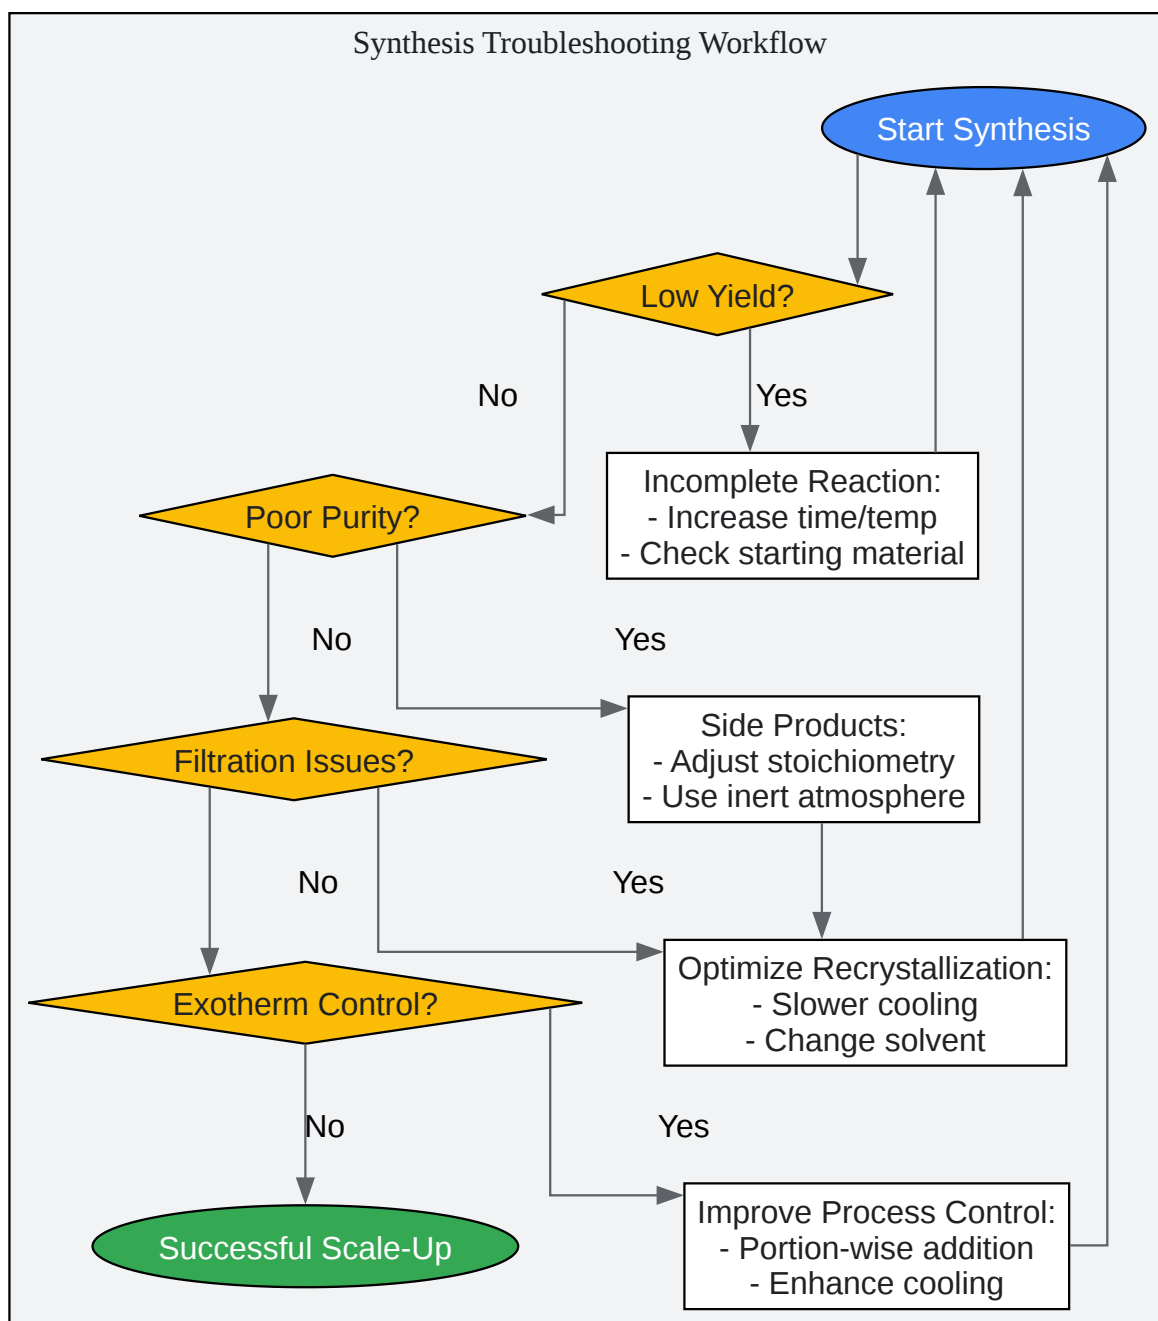 Synthesis Troubleshooting Workflow
Start Synthesis
Low Yield?
No
Yes
Incomplete Reaction:
- Increase time/temp
- Check starting material
Poor Purity?
No
Yes
Side Products:
- Adjust stoichiometry
- Use inert atmosphere
Filtration Issues?
No
Yes
Optimize Recrystallization:
- Slower cooling
- Change solvent
Exotherm Control?
No
Yes
Improve Process Control:
- Portion-wise addition
- Enhance cooling
Successful Scale-Up